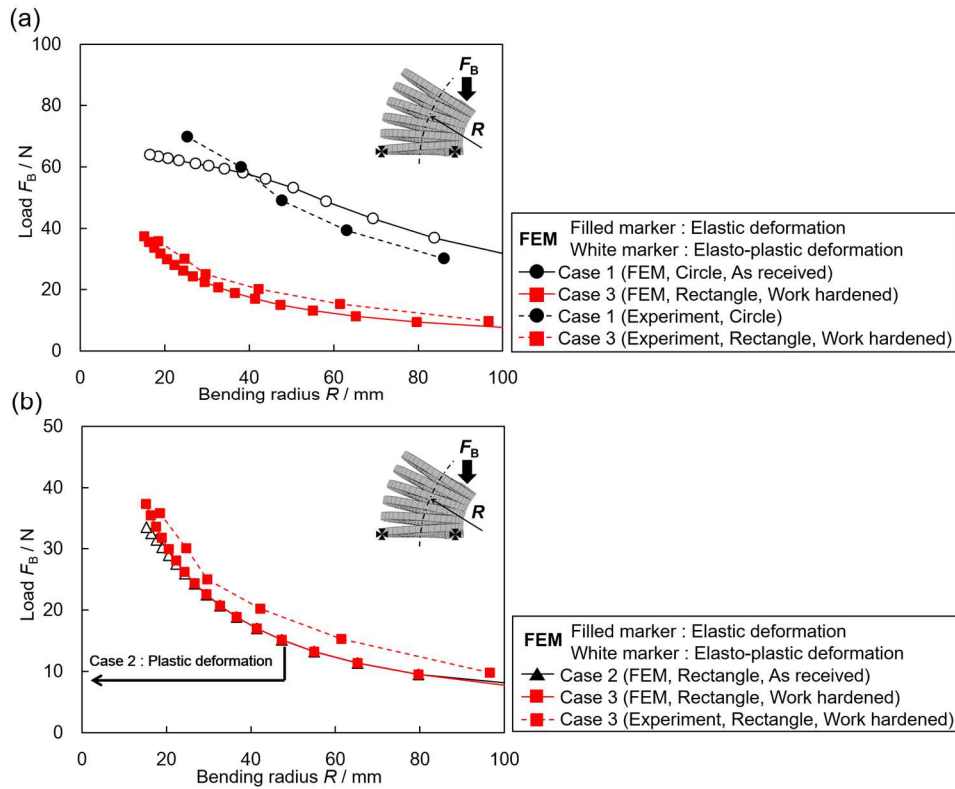 (a)
100
80
60
40
20
0
Load F_B / N
0 20 40 60 80 100
Bending radius R / mm
F_B
R
FEM
Filled marker : Elastic deformation
White marker : Elasto-plastic deformation
Case 1 (FEM, Circle, As received)
Case 3 (FEM, Rectangle, Work hardened)
Case 1 (Experiment, Circle)
Case 3 (Experiment, Rectangle, Work hardened)
(b)
50
40
30
20
10
0
Load F_B / N
0 20 40 60 80 100
Bending radius R / mm
F_B
R
Case 2 : Plastic deformation
FEM
Filled marker : Elastic deformation
White marker : Elasto-plastic deformation
Case 2 (FEM, Rectangle, As received)
Case 3 (FEM, Rectangle, Work hardened)
Case 3 (Experiment, Rectangle, Work hardened)